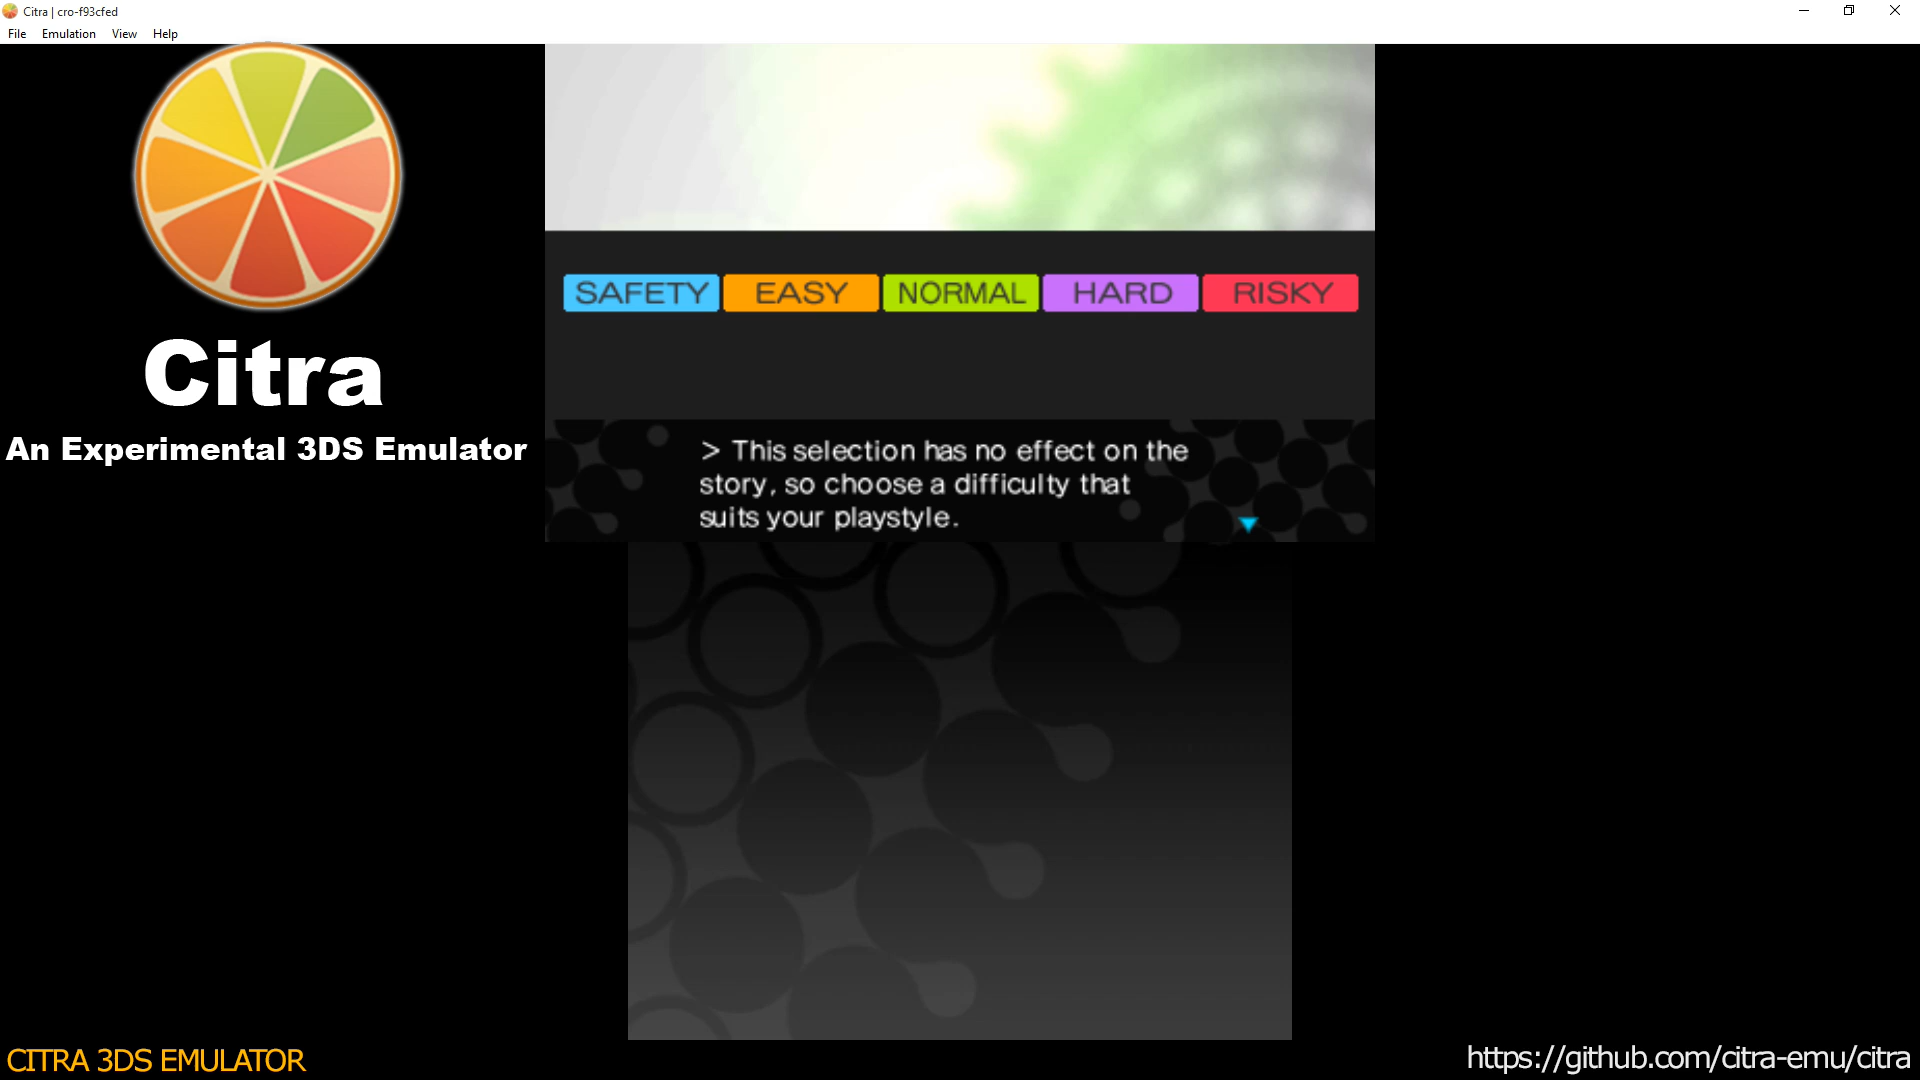 Citra | cro-f93cfed
File Emulation View Help
Citra
An Experimental 3DS Emulator
SAFETY EASY NORMAL HARD RISKY
> This selection has no effect on the
story, so choose a difficulty that
suits your playstyle.
CITRA 3DS EMULATOR
https://github.com/citra-emu/citra